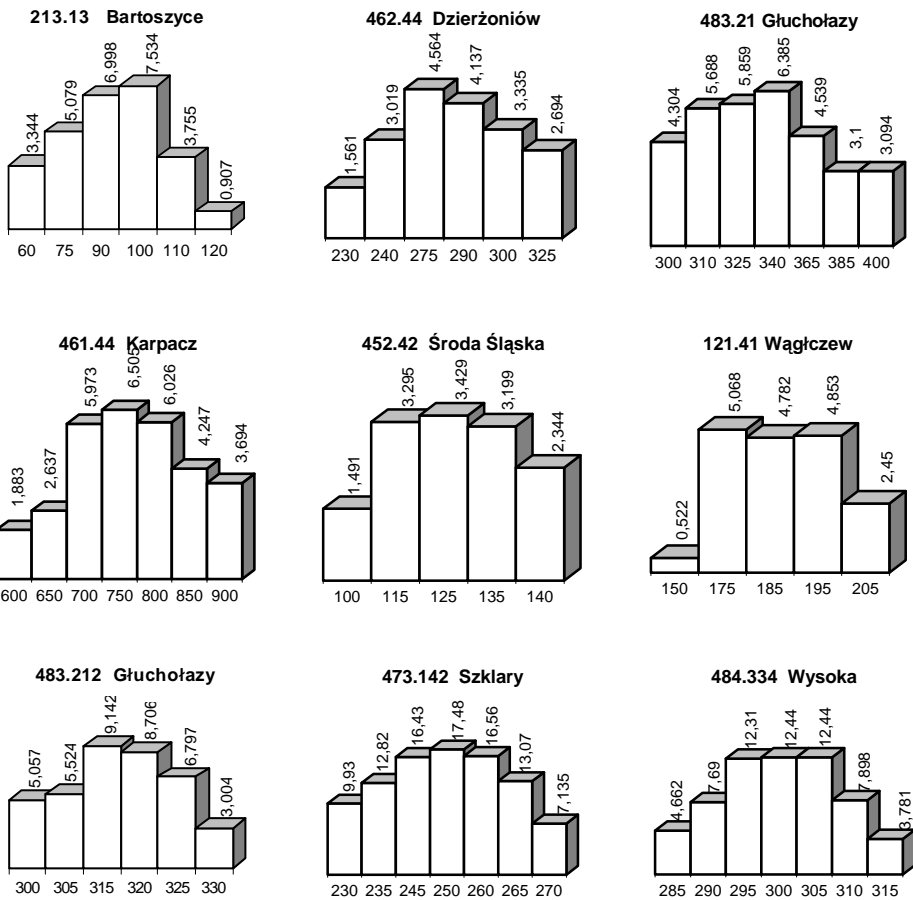 213.13 Bartoszyce
3,344 5,079 6,998 7,534 3,755 0,907
60 75 90 100 110 120
462.44 Dzierżoniów
1,561 3,019 4,564 4,137 3,335 2,694
230 240 275 290 300 325
483.21 Głuchołazy
4,304 5,688 5,859 6,385 4,539 3,1 3,094
300 310 325 340 365 385 400
461.44 Karpacz
1,883 2,637 5,973 6,505 6,026 4,247 3,694
600 650 700 750 800 850 900
452.42 Środa Śląska
1,491 3,295 3,429 3,199 2,344
100 115 125 135 140
121.41 Wągłczew
0,522 5,068 4,782 4,853 2,45
150 175 185 195 205
483.212 Głuchołazy
5,057 5,524 9,142 8,706 6,797 3,004
300 305 315 320 325 330
473.142 Szklary
9,93 12,82 16,43 17,48 16,56 13,07 7,135
230 235 245 250 260 265 270
484.334 Wysoka
4,662 7,69 12,31 12,44 12,44 7,898 3,781
285 290 295 300 305 310 315